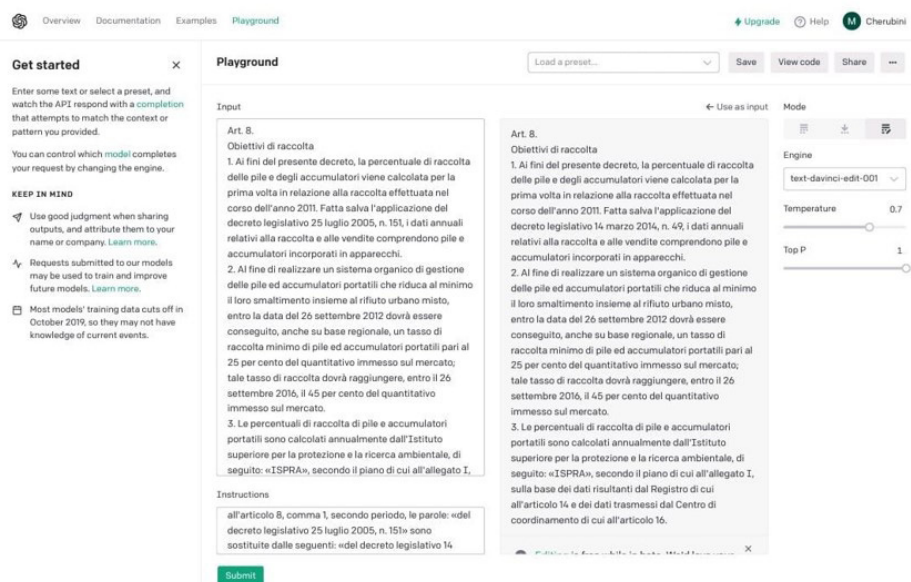 Overview Documentation Examples Playground
Upgrade Help M Cherubini
Get started
Enter some text or select a preset, and
watch the API respond with a completion
that attempts to match the context or
pattern you provided.
You can control which model completes
your request by changing the engine.
KEEP IN MIND
Use good judgment when sharing
outputs, and attribute them to your
name or company. Learn more.
Requests submitted to our models
may be used to train and improve
future models. Learn more.
Most models' training data cuts off in
October 2019, so they may not have
knowledge of current events.
Playground
Load a preset...
Save View code Share ...
Input
Art. 8.
Obiettivi di raccolta
1. Ai fini del presente decreto, la percentuale di raccolta
delle pile e degli accumulatori viene calcolata per la
prima volta in relazione alla raccolta effettuata nel
corso dell'anno 2011. Fatta salva l'applicazione del
decreto legislativo 25 luglio 2005, n. 151, i dati annuali
relativi alla raccolta e alle vendite comprendono pile e
accumulatori incorporati in apparecchi.
2. Al fine di realizzare un sistema organico di gestione
delle pile ed accumulatori portatili che riduca al minimo
il loro smaltimento insieme al rifiuto urbano misto,
entro la data del 26 settembre 2012 dovrà essere
conseguito, anche su base regionale, un tasso di
raccolta minimo di pile ed accumulatori portatili pari al
25 per cento del quantitativo immesso sul mercato;
tale tasso di raccolta dovrà raggiungere, entro il 26
settembre 2016, il 45 per cento del quantitativo
immesso sul mercato.
3. Le percentuali di raccolta di pile e accumulatori
portatili sono calcolati annualmente dall'Istituto
superiore per la protezione e la ricerca ambientale, di
seguito: «ISPRA», secondo il piano di cui all'allegato I,
Instructions
all'articolo 8, comma 1, secondo periodo, le parole: «del
decreto legislativo 25 luglio 2005, n. 151» sono
sostituite dalle seguenti: «del decreto legislativo 14
Submit
← Use as input
Art. 8.
Obiettivi di raccolta
1. Ai fini del presente decreto, la percentuale di raccolta
delle pile e degli accumulatori viene calcolata per la
prima volta in relazione alla raccolta effettuata nel
corso dell'anno 2011. Fatta salva l'applicazione del
decreto legislativo 14 marzo 2014, n. 49, i dati annuali
relativi alla raccolta e alle vendite comprendono pile e
accumulatori incorporati in apparecchi.
2. Al fine di realizzare un sistema organico di gestione
delle pile ed accumulatori portatili che riduca al minimo
il loro smaltimento insieme al rifiuto urbano misto,
entro la data del 26 settembre 2012 dovrà essere
conseguito, anche su base regionale, un tasso di
raccolta minimo di pile ed accumulatori portatili pari al
25 per cento del quantitativo immesso sul mercato;
tale tasso di raccolta dovrà raggiungere, entro il 26
settembre 2016, il 45 per cento del quantitativo
immesso sul mercato.
3. Le percentuali di raccolta di pile e accumulatori
portatili sono calcolati annualmente dall'Istituto
superiore per la protezione e la ricerca ambientale, di
seguito: «ISPRA», secondo il piano di cui all'allegato I,
sulla base dei dati risultanti dal Registro di cui
all'articolo 14 e dei dati trasmessi dal Centro di
coordinamento di cui all'articolo 16.
Mode
Engine
text-davinci-edit-001
Temperature 0.7
Top P 1